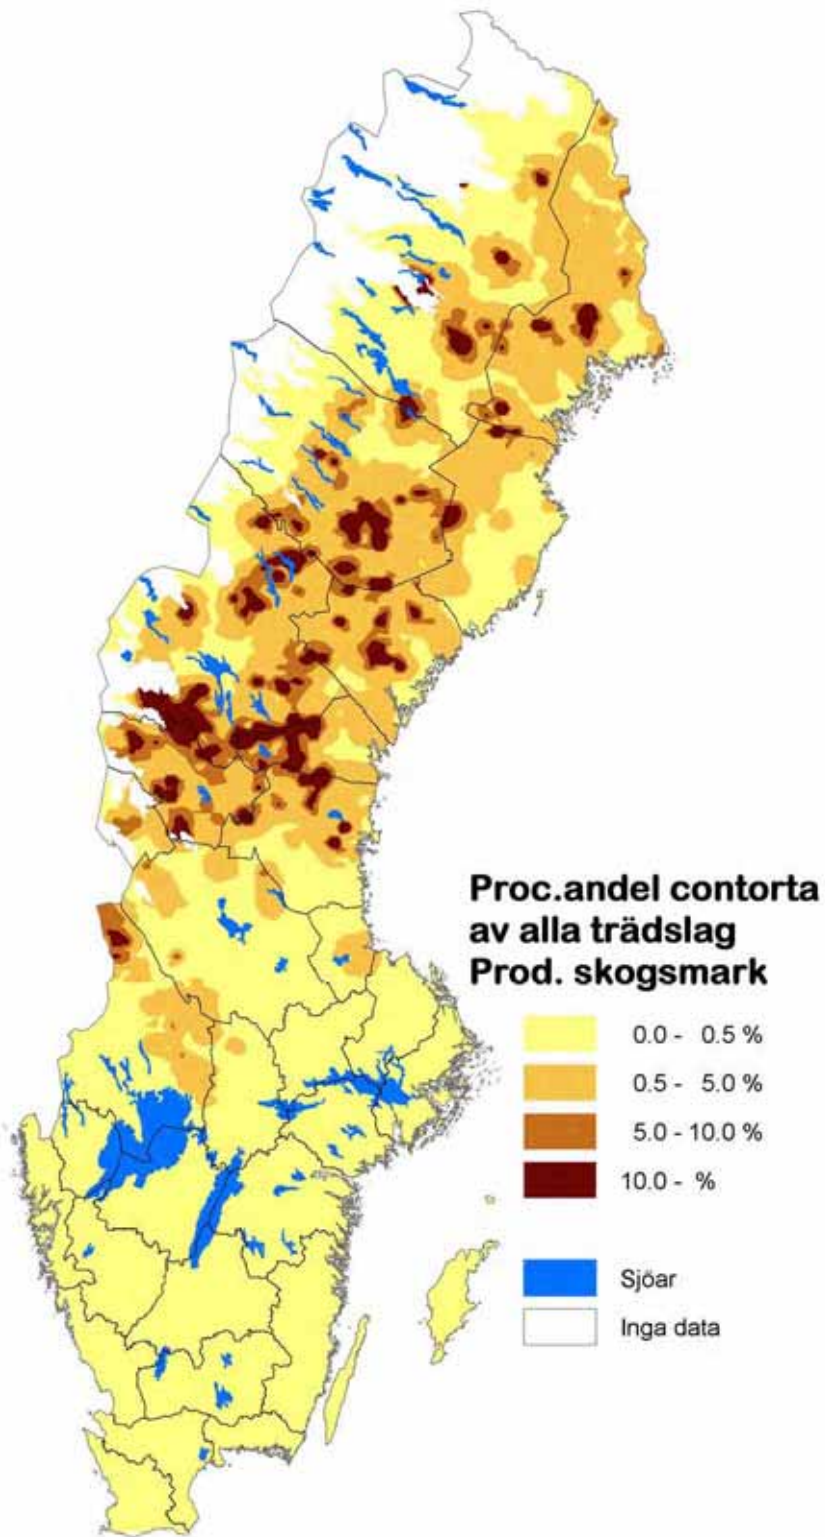 Proc.andel contorta
av alla trädslag
Prod. skogsmark
0.0 - 0.5 %
0.5 - 5.0 %
5.0 - 10.0 %
10.0 - %
Sjöar
Inga data